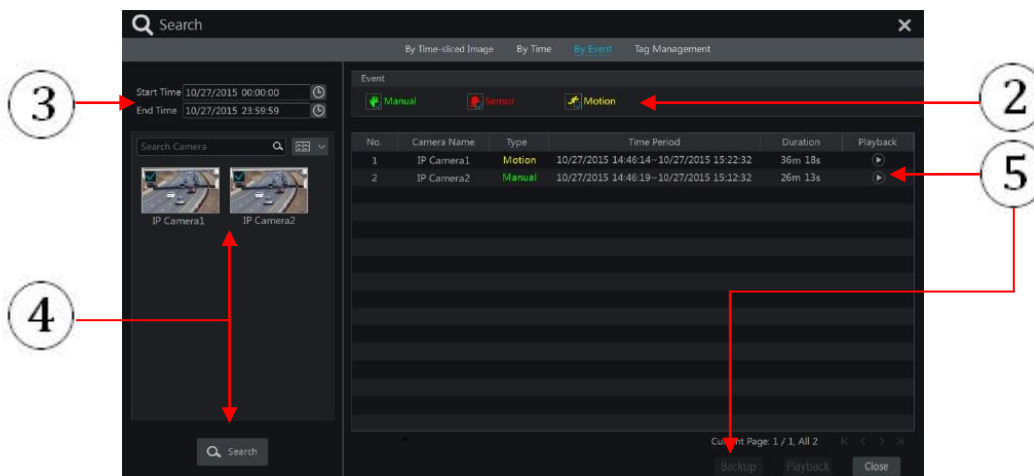 Search
By Time-sliced Image By Time By Event Tag Management
3
Start Time 10/27/2015 00:00:00
End Time 10/27/2015 23:59:59
Search Camera
IP Camera1 IP Camera2
4
Search
Event
Manual Sensor Motion
2
No. Camera Name Type Time Period Duration Playback
1 IP Camera1 Motion 10/27/2015 14:46:14~10/27/2015 15:22:32 36m 18s
2 IP Camera2 Manual 10/27/2015 14:46:19~10/27/2015 15:12:32 26m 13s
5
Current Page: 1 / 1, All 2
Backup Playback Close